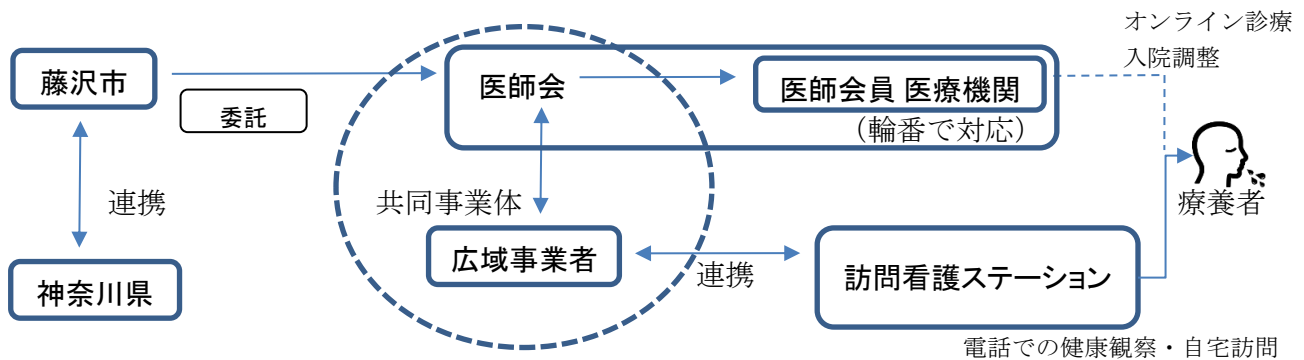 オンライン診療
入院調整
藤沢市
委託
医師会
医師会員 医療機関
（輪番で対応）
連携
共同事業体
療養者
神奈川県
広域事業者
連携
訪問看護ステーション
電話での健康観察・自宅訪問